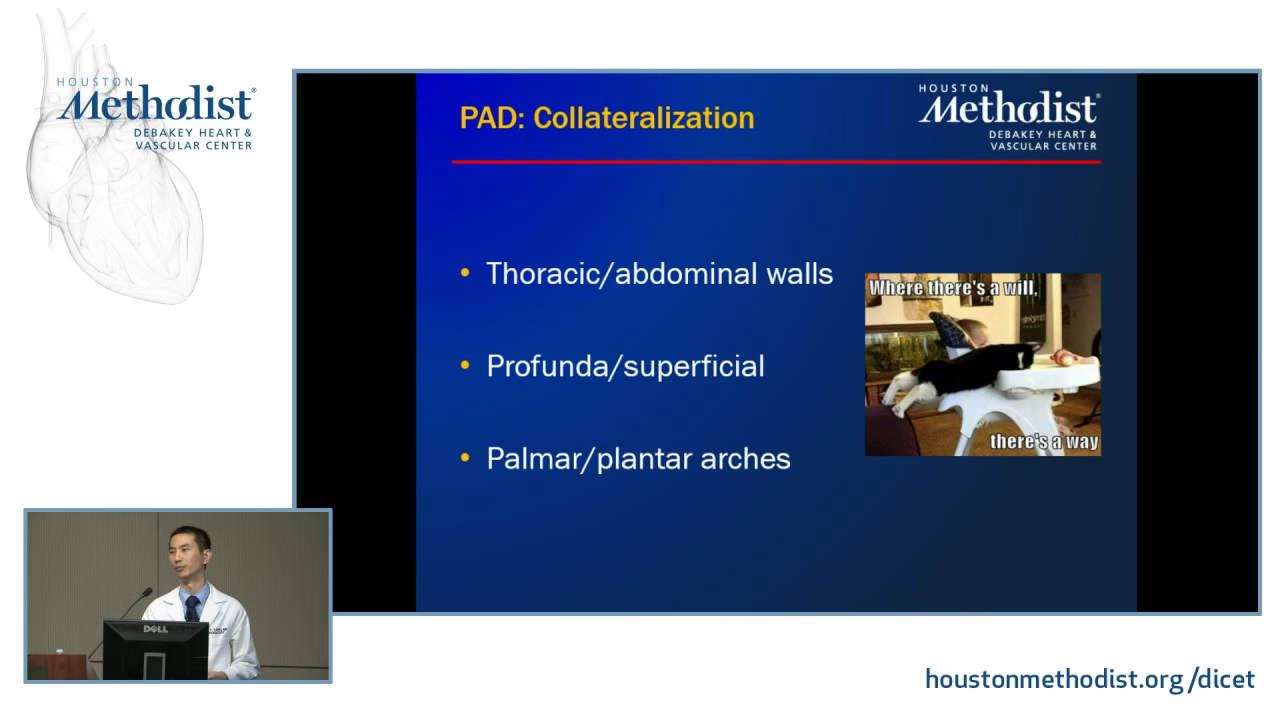 HOUSTON
Methodist®
DEBAKEY HEART &
VASCULAR CENTER
PAD: Collateralization
HOUSTON
Methodist®
DEBAKEY HEART &
VASCULAR CENTER
• Thoracic/abdominal walls
• Profunda/superficial
• Palmar/plantar arches
Where there's a will,
there's a way
DELL
houstonmethodist.org/dicet